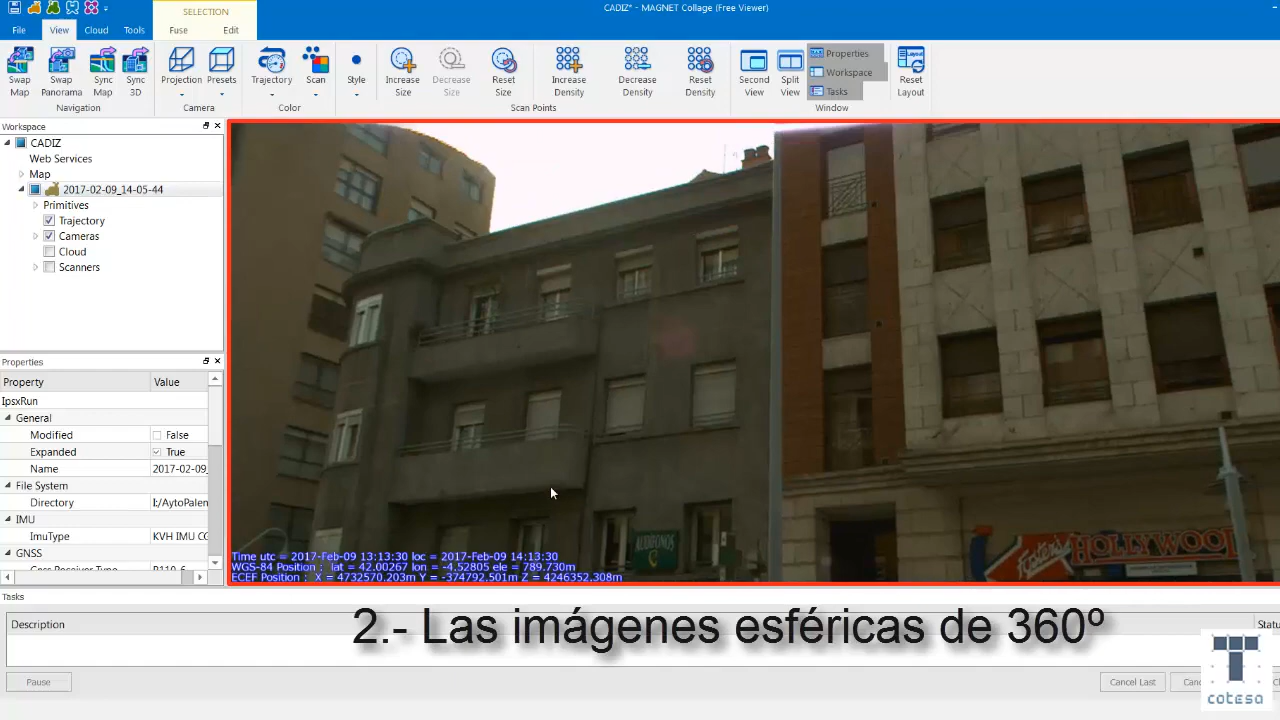 CADIZ* - MAGNET Collage (Free Viewer)
SELECTION
File
View
Cloud
Tools
Fuse
Edit
Swap Map
Swap Panorama
Sync Map
Sync 3D
Projection
Presets
Trajectory
Scan
Style
Increase Size
Decrease Size
Reset Size
Increase Density
Decrease Density
Reset Density
Second View
Split View
Properties
Workspace
Tasks
Reset Layout
Navigation
Camera
Color
Scan Points
Window
Workspace
CADIZ
Web Services
Map
2017-02-09_14-05-44
Primitives
Trajectory
Cameras
Cloud
Scanners
Properties
Property Value
IpsxRun
General
Modified False
Expanded True
Name 2017-02-09_
File System
Directory I:/AytoPalen
IMU
ImuType KVH IMU CC
GNSS
AUDIFONOS
Foster's HOLLYWOOD
Time utc = 2017-Feb-09 13:13:30 loc = 2017-Feb-09 14:13:30
WGS-84 Position : lat = 42.00267 lon = -4.52805 ele = 789.730m
ECEF Position : X = 4732570.203m Y = -374792.501m Z = 4246352.308m
Tasks
Description Statu
2.- Las imágenes esféricas de 360º
Pause
Cancel Last
Canc
cotesa